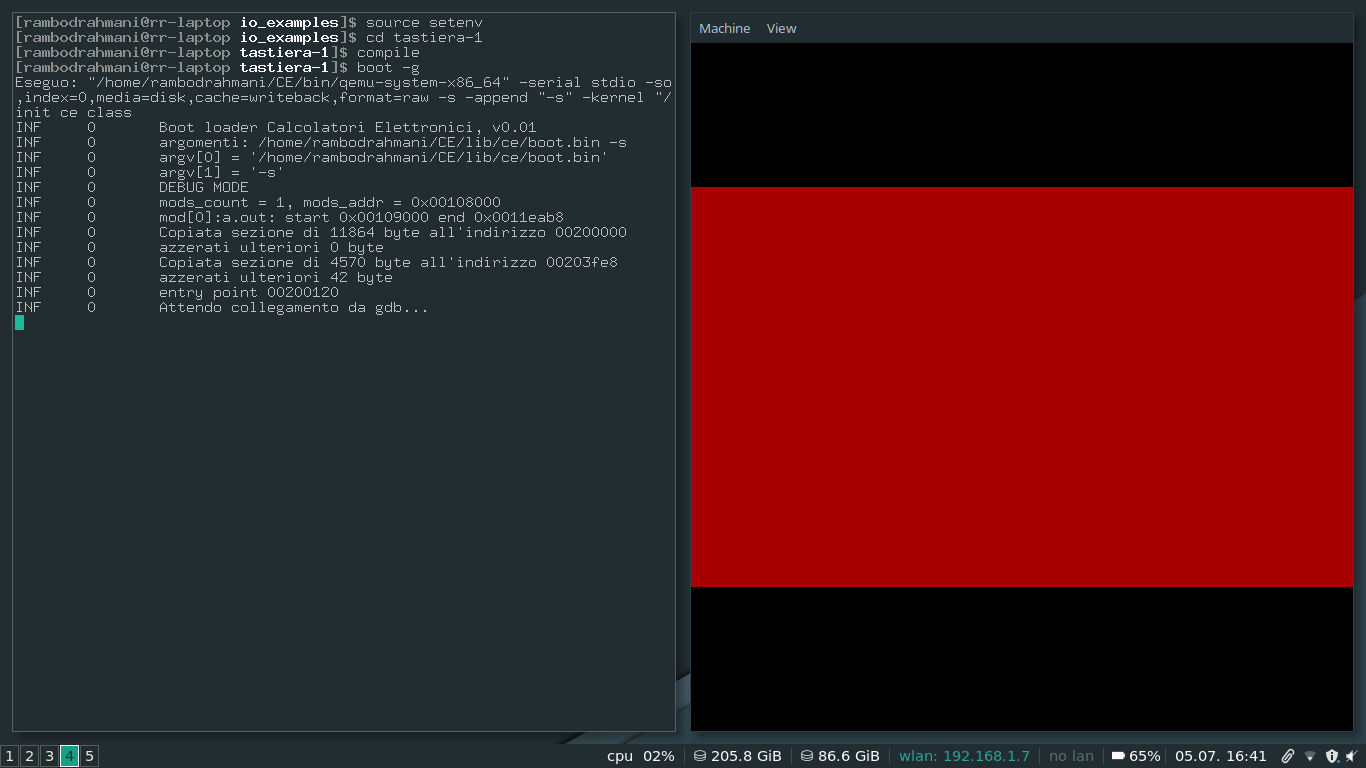 [rambodrahmani@rr-laptop io_examples]$ source setenv
[rambodrahmani@rr-laptop io_examples]$ cd tastiera-1
[rambodrahmani@rr-laptop tastiera-1]$ compile
[rambodrahmani@rr-laptop tastiera-1]$ boot -g
Eseguo: "/home/rambodrahmani/CE/bin/qemu-system-x86_64" -serial stdio -so
,index=0,media=disk,cache=writeback,format=raw -s -append "-s" -kernel "/
init ce class
INF 0 Boot loader Calcolatori Elettronici, v0.01
INF 0 argomenti: /home/rambodrahmani/CE/lib/ce/boot.bin -s
INF 0 argv[0] = '/home/rambodrahmani/CE/lib/ce/boot.bin'
INF 0 argv[1] = '-s'
INF 0 DEBUG MODE
INF 0 mods_count = 1, mods_addr = 0x00108000
INF 0 mod[0]:a.out: start 0x00109000 end 0x0011eab8
INF 0 Copiata sezione di 11864 byte all'indirizzo 00200000
INF 0 azzerati ulteriori 0 byte
INF 0 Copiata sezione di 4570 byte all'indirizzo 00203fe8
INF 0 azzerati ulteriori 42 byte
INF 0 entry point 00200120
INF 0 Attendo collegamento da gdb...
Machine View
1 2 3 4 5 cpu 02% 205.8 GiB 86.6 GiB wlan: 192.168.1.7 no lan 65% 05.07. 16:41